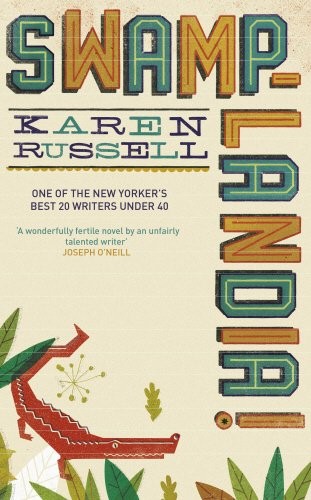 SWAMP-
LANDIA!
KAREN
RUSSELL
ONE OF THE NEW YORKER'S
BEST 20 WRITERS UNDER 40
'A wonderfully fertile novel by an unfairly
talented writer'
JOSEPH O'NEILL